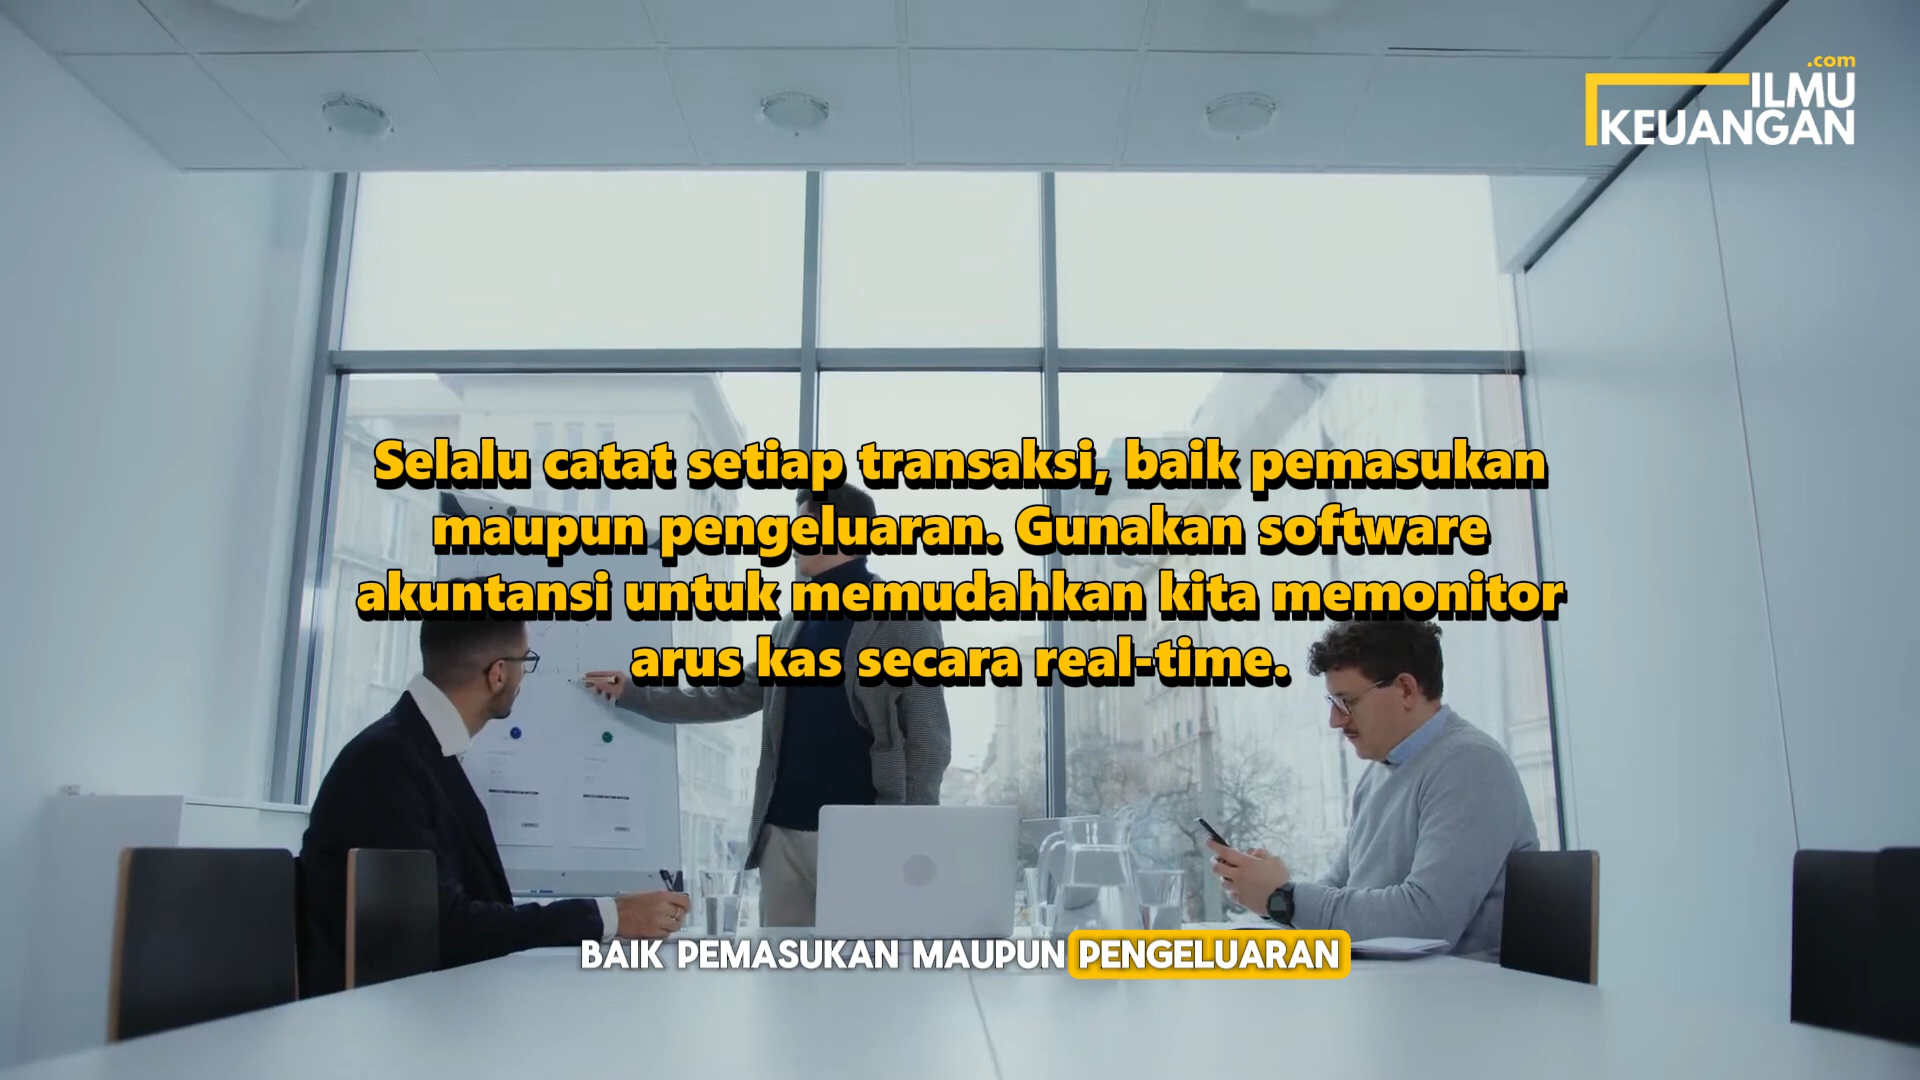 .com
ILMU
KEUANGAN
Selalu catat setiap transaksi, baik pemasukan
maupun pengeluaran. Gunakan software
akuntansi untuk memudahkan kita memonitor
arus kas secara real-time.
BAIK PEMASUKAN MAUPUN PENGELUARAN